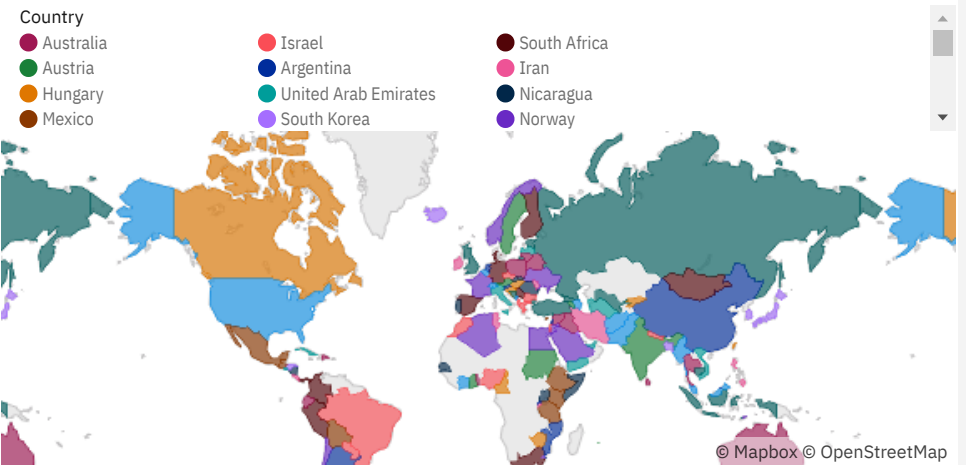 Country
Australia Israel South Africa
Austria Argentina Iran
Hungary United Arab Emirates Nicaragua
Mexico South Korea Norway
© Mapbox © OpenStreetMap